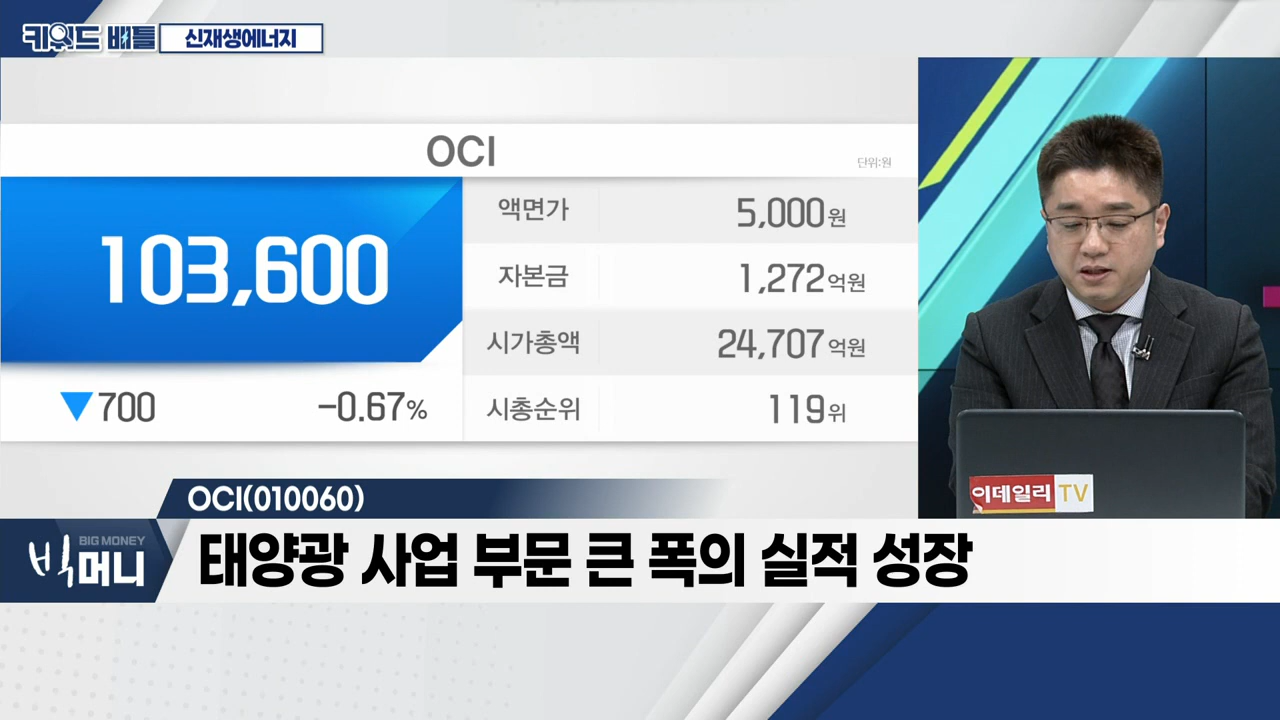 키워드 배틀 신재생에너지
OCI
단위:원
103,600
▼700 -0.67%
액면가 5,000원
자본금 1,272억원
시가총액 24,707억원
시총순위 119위
이데일리 TV
OCI(010060)
BIG MONEY
빅머니
태양광 사업 부문 큰 폭의 실적 성장